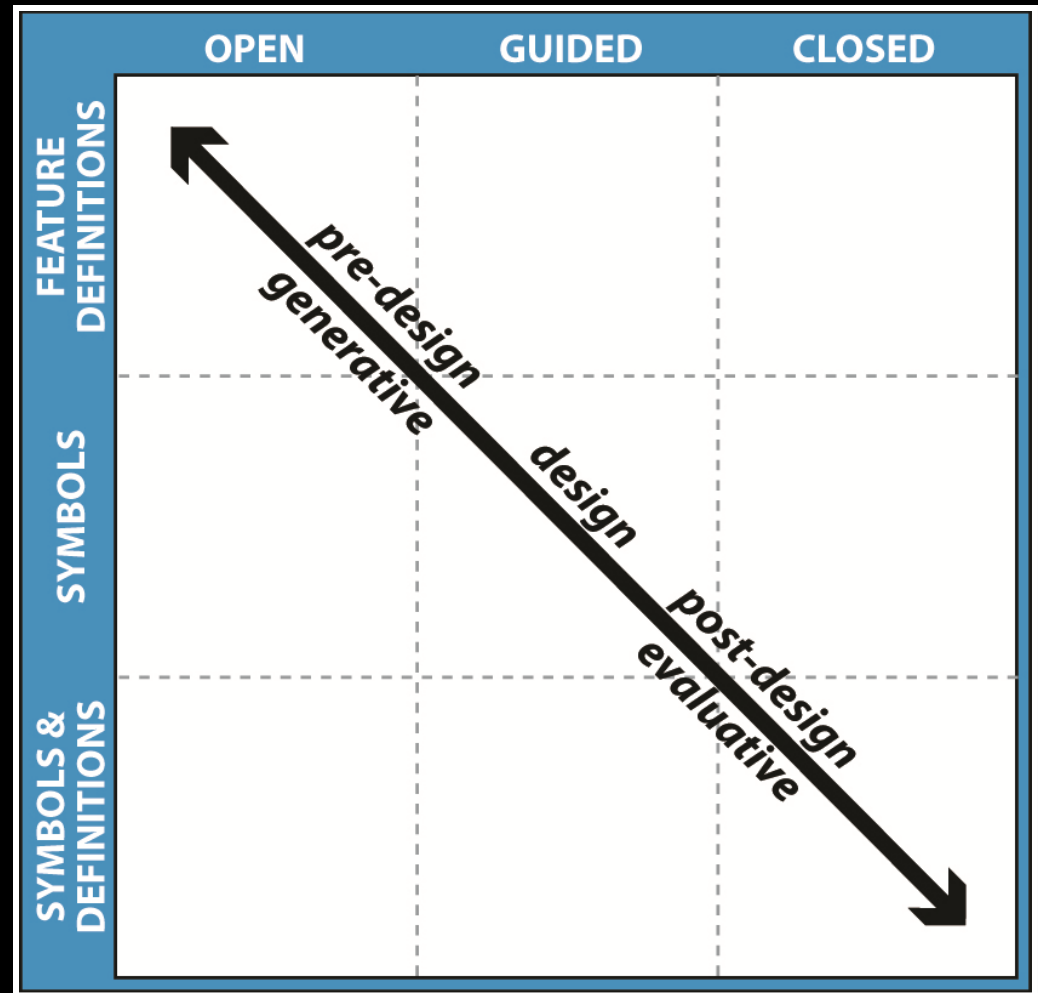 OPEN
GUIDED
CLOSED
FEATURE
DEFINITIONS
SYMBOLS
SYMBOLS &
DEFINITIONS
pre-design
generative
design
post-design
evaluative